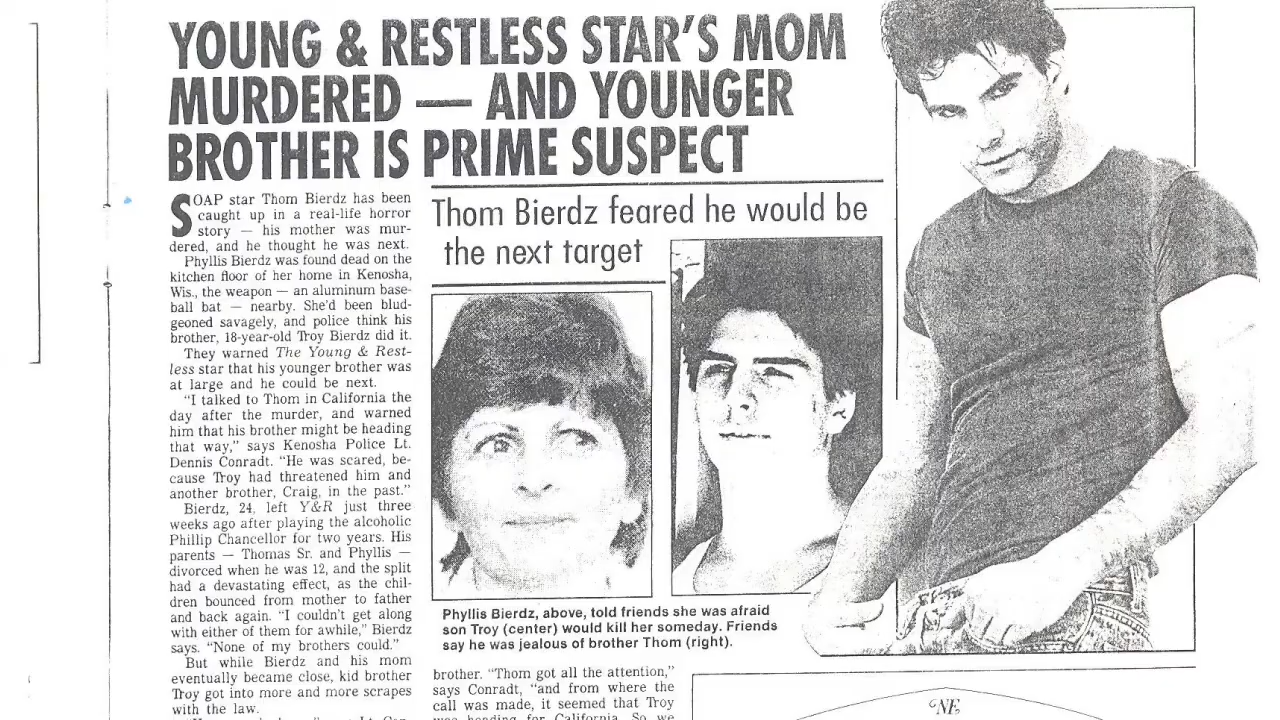 YOUNG & RESTLESS STAR'S MOM
MURDERED — AND YOUNGER
BROTHER IS PRIME SUSPECT
SOAP star Thom Bierdz has been
caught up in a real-life horror
story — his mother was mur-
dered, and he thought he was next.
Phyllis Bierdz was found dead on the
kitchen floor of her home in Kenosha,
Wis., the weapon — an aluminum base-
ball bat — nearby. She'd been blud-
geoned savagely, and police think his
brother, 18-year-old Troy Bierdz did it.
They warned The Young & Rest-
less star that his younger brother was
at large and he could be next.
"I talked to Thom in California the
day after the murder, and warned
him that his brother might be heading
that way," says Kenosha Police Lt.
Dennis Conradt. "He was scared, be-
cause Troy had threatened him and
another brother, Craig, in the past."
Bierdz, 24, left Y&R just three
weeks ago after playing the alcoholic
Phillip Chancellor for two years. His
parents — Thomas Sr. and Phyllis —
divorced when he was 12, and the split
had a devastating effect, as the chil-
dren bounced from mother to father
and back again. "I couldn't get along
with either of them for awhile," Bierdz
says. "None of my brothers could."
But while Bierdz and his mom
eventually became close, kid brother
Troy got into more and more scrapes
with the law.
Thom Bierdz feared he would be
the next target
Phyllis Bierdz, above, told friends she was afraid
son Troy (center) would kill her someday. Friends
say he was jealous of brother Thom (right).
brother. "Thom got all the attention,"
says Conradt, "and from where the
call was made, it seemed that Troy
was heading for California. So we
NE